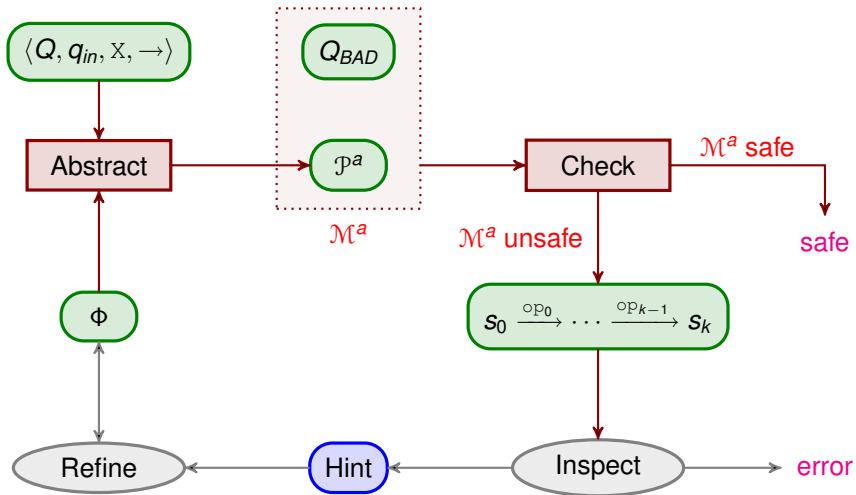 ⟨Q, q_in, X, →⟩
Q_BAD
Abstract
𝒫^a
Check
ℳ^a safe
ℳ^a
ℳ^a unsafe
safe
Φ
s_0 —op_0→ ··· —op_{k−1}→ s_k
Refine
Hint
Inspect
error